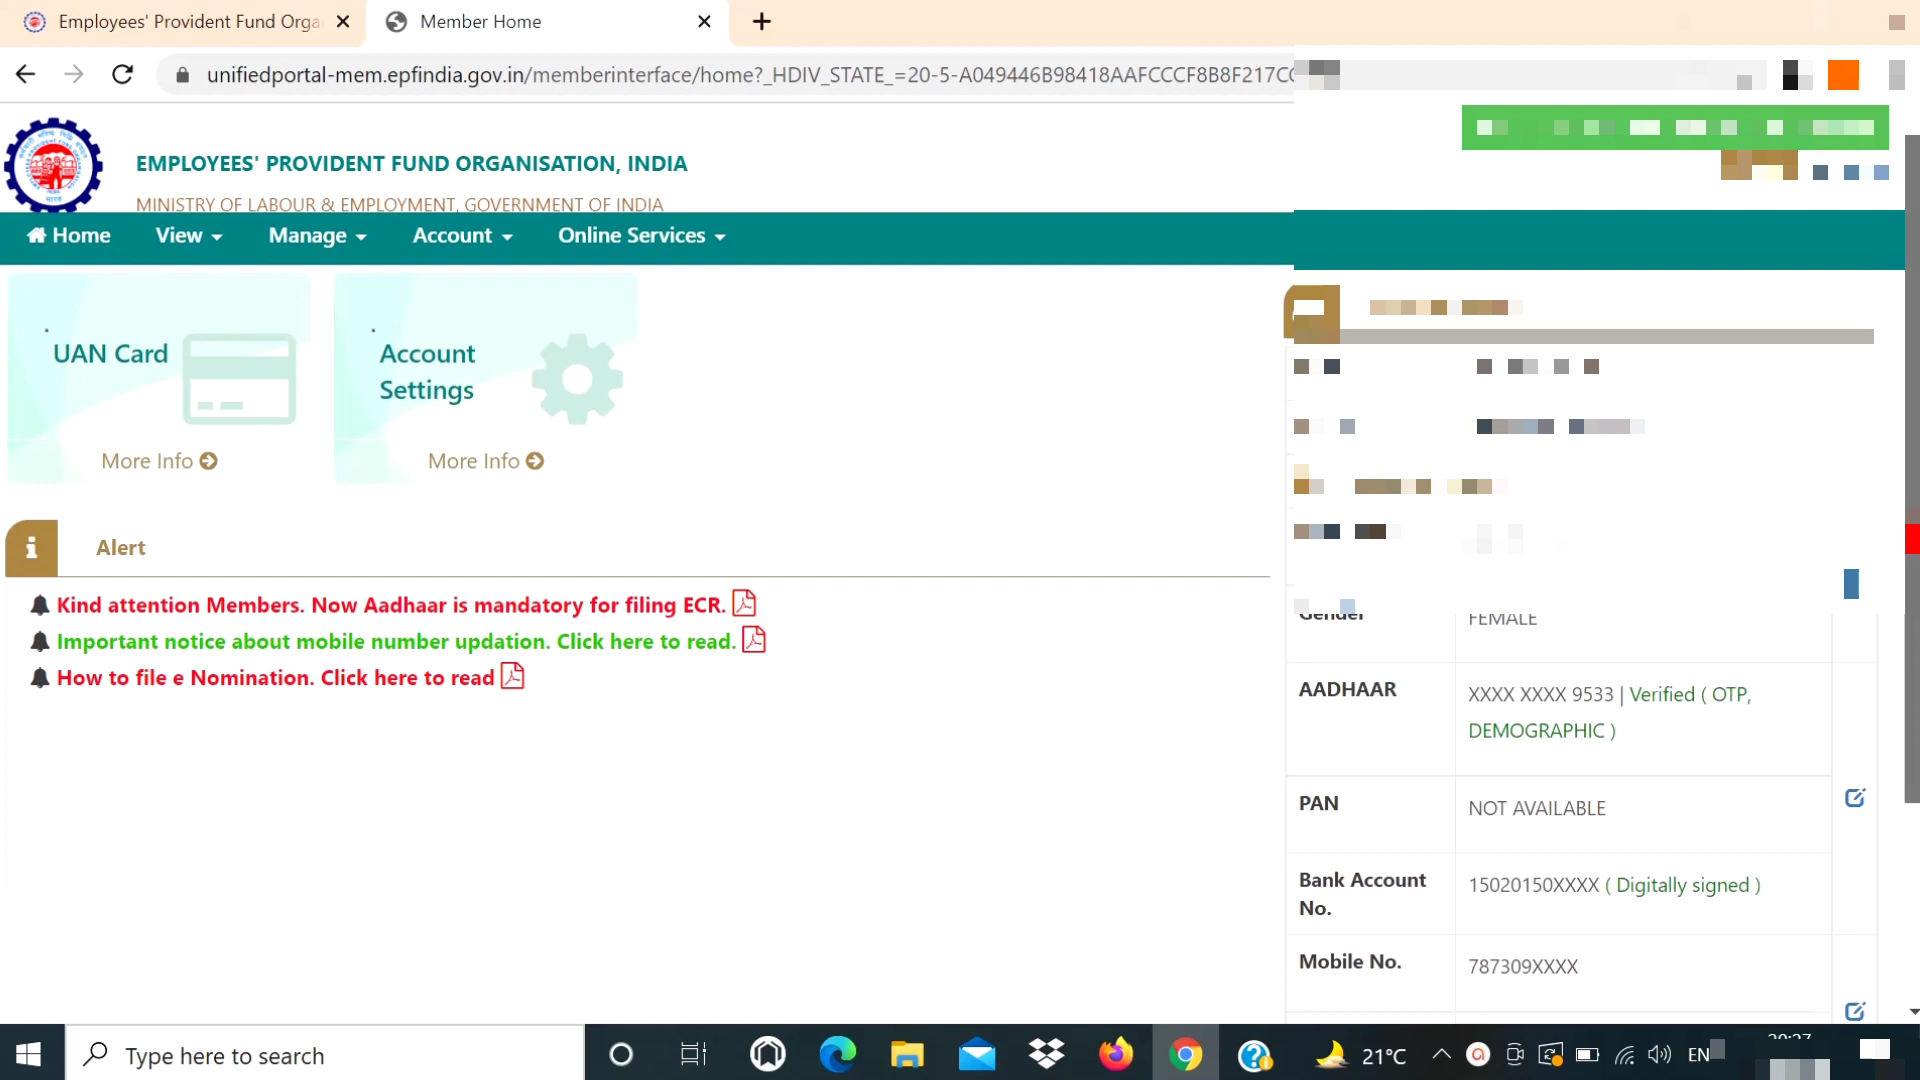 Employees' Provident Fund Orga
Member Home
unifiedportal-mem.epfindia.gov.in/memberinterface/home?_HDIV_STATE_=20-5-A049446B98418AAFCCCF8B8F217C
EMPLOYEES' PROVIDENT FUND ORGANISATION, INDIA
MINISTRY OF LABOUR & EMPLOYMENT, GOVERNMENT OF INDIA
Home View Manage Account Online Services
UAN Card
More Info
Account
Settings
More Info
Alert
Kind attention Members. Now Aadhaar is mandatory for filing ECR.
Important notice about mobile number updation. Click here to read.
How to file e Nomination. Click here to read
Gender FEMALE
AADHAAR XXXX XXXX 9533 | Verified ( OTP,
DEMOGRAPHIC )
PAN NOT AVAILABLE
Bank Account
No. 15020150XXXX ( Digitally signed )
Mobile No. 787309XXXX
Type here to search
21°C
EN